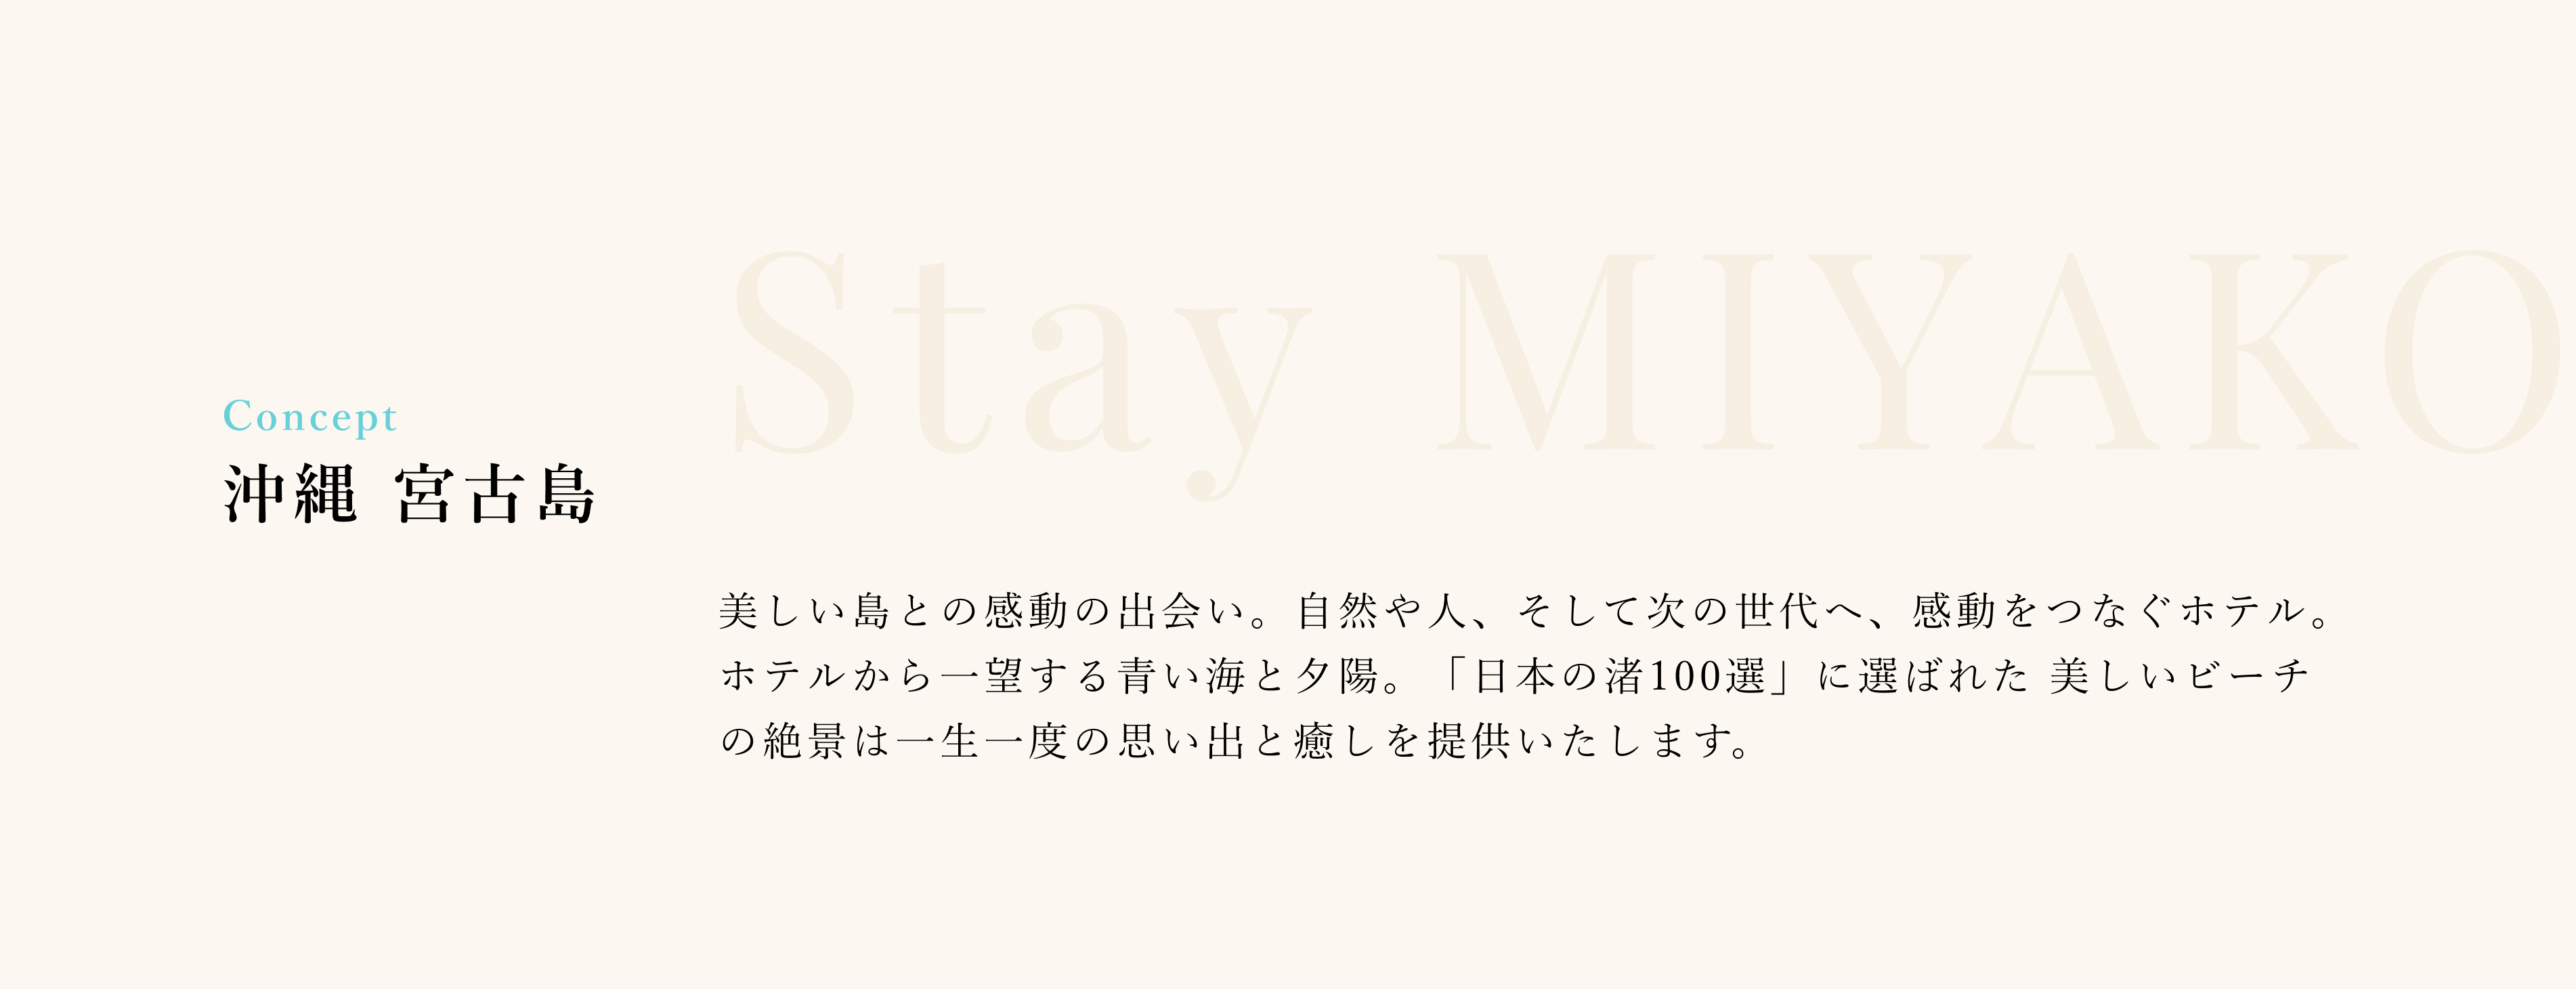 Stay MIYAKO
Concept
沖縄 宮古島
美しい島との感動の出会い。自然や人、そして次の世代へ、感動をつなぐホテル。
ホテルから一望する青い海と夕陽。「日本の渚100選」に選ばれた 美しいビーチ
の絶景は一生一度の思い出と癒しを提供いたします。